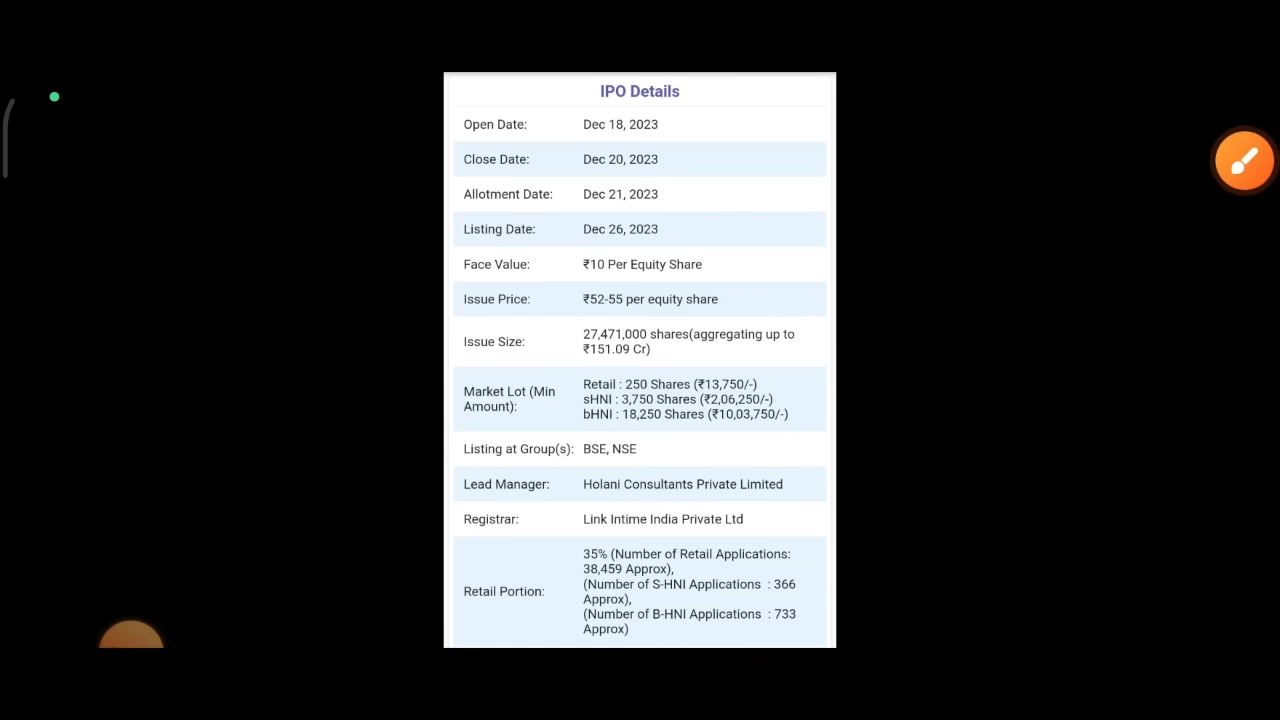 IPO Details
Open Date: Dec 18, 2023
Close Date: Dec 20, 2023
Allotment Date: Dec 21, 2023
Listing Date: Dec 26, 2023
Face Value: ₹10 Per Equity Share
Issue Price: ₹52-55 per equity share
Issue Size: 27,471,000 shares(aggregating up to
₹151.09 Cr)
Market Lot (Min
Amount):
Retail : 250 Shares (₹13,750/-)
sHNI : 3,750 Shares (₹2,06,250/-)
bHNI : 18,250 Shares (₹10,03,750/-)
Listing at Group(s): BSE, NSE
Lead Manager: Holani Consultants Private Limited
Registrar: Link Intime India Private Ltd
Retail Portion:
35% (Number of Retail Applications:
38,459 Approx),
(Number of S-HNI Applications : 366
Approx),
(Number of B-HNI Applications : 733
Approx)